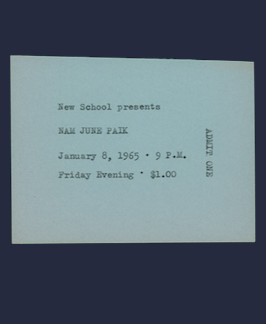 New School presents
NAM JUNE PAIK
January 8, 1965 · 9 P.M.
Friday Evening · $1.00
ADMIT ONE